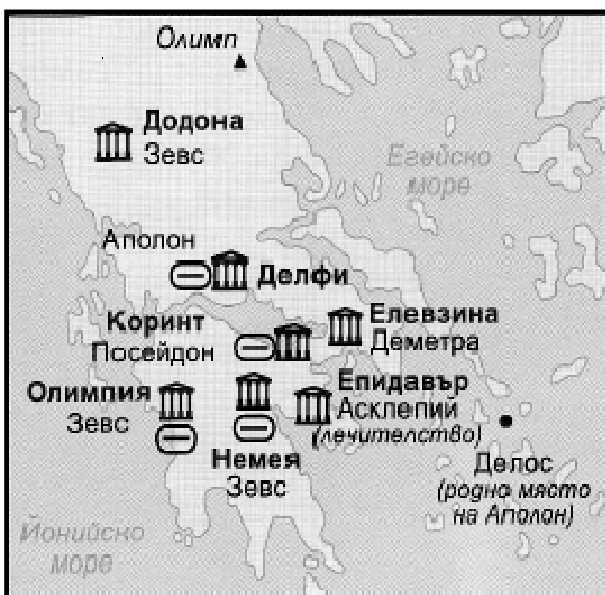 Олимп
Додона
Зевс
Егейско
море
Аполон
Делфи
Коринт
Посейдон
Елевзина
Деметра
Олимпия
Зевс
Епидавър
Асклепий
(лечителство)
Немея
Зевс
Делос
(родно място
на Аполон)
Йонийско
море